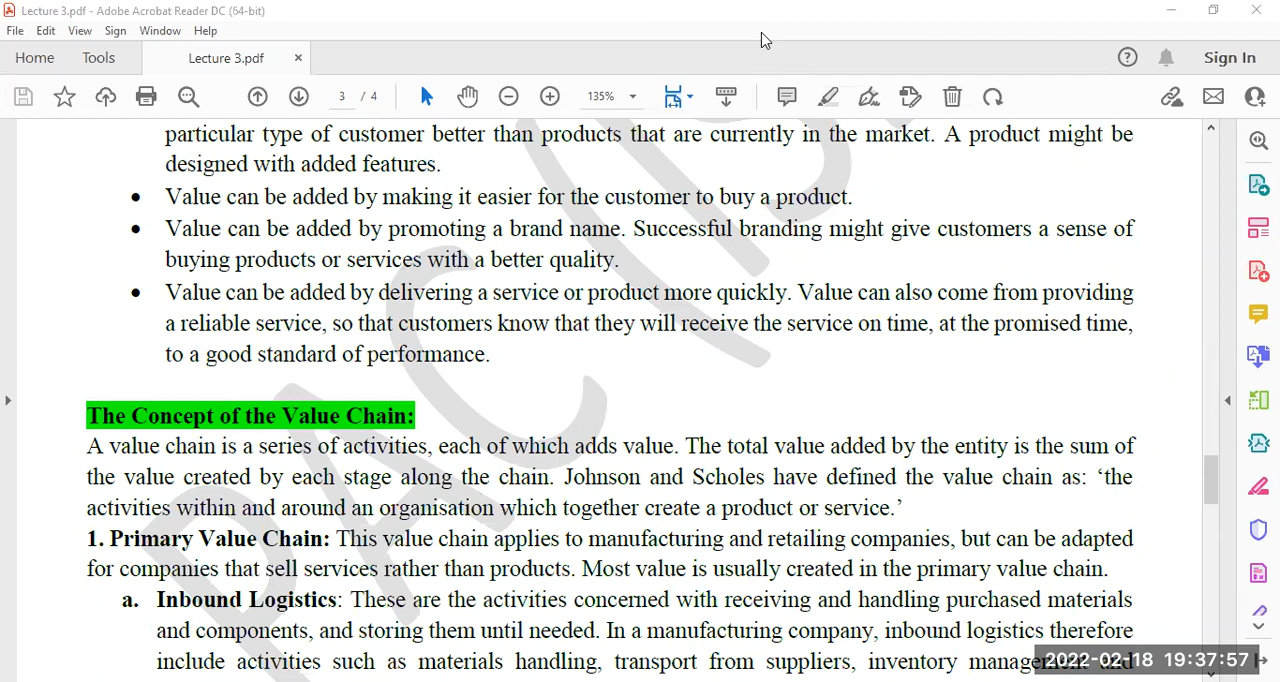 Lecture 3.pdf - Adobe Acrobat Reader DC (64-bit)
File Edit View Sign Window Help
Home Tools Lecture 3.pdf × Sign In
3 / 4 135%
particular type of customer better than products that are currently in the market. A product might be
designed with added features.
• Value can be added by making it easier for the customer to buy a product.
• Value can be added by promoting a brand name. Successful branding might give customers a sense of
buying products or services with a better quality.
• Value can be added by delivering a service or product more quickly. Value can also come from providing
a reliable service, so that customers know that they will receive the service on time, at the promised time,
to a good standard of performance.
The Concept of the Value Chain:
A value chain is a series of activities, each of which adds value. The total value added by the entity is the sum of
the value created by each stage along the chain. Johnson and Scholes have defined the value chain as: ‘the
activities within and around an organisation which together create a product or service.’
1. Primary Value Chain: This value chain applies to manufacturing and retailing companies, but can be adapted
for companies that sell services rather than products. Most value is usually created in the primary value chain.
a. Inbound Logistics: These are the activities concerned with receiving and handling purchased materials
and components, and storing them until needed. In a manufacturing company, inbound logistics therefore
include activities such as materials handling, transport from suppliers, inventory management and
2022-02-18 19:37:57